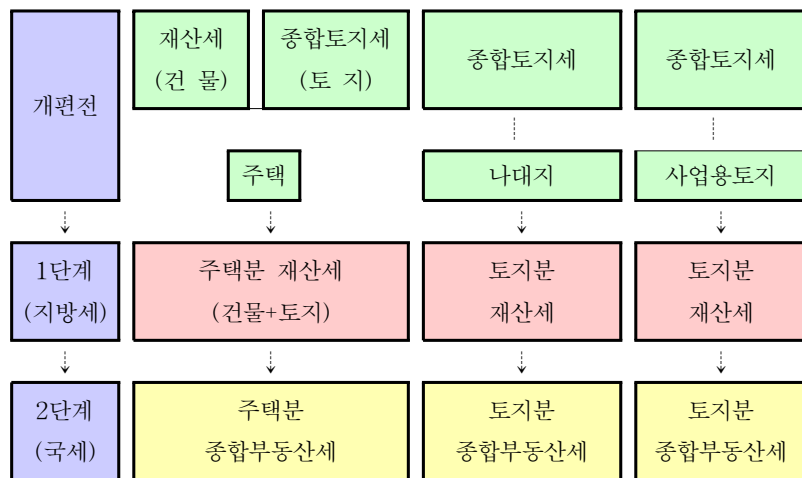 개편전
재산세
(건 물)
종합토지세
(토 지)
종합토지세
종합토지세
주택
나대지
사업용토지
1단계
(지방세)
주택분 재산세
(건물+토지)
토지분
재산세
토지분
재산세
2단계
(국세)
주택분
종합부동산세
토지분
종합부동산세
토지분
종합부동산세